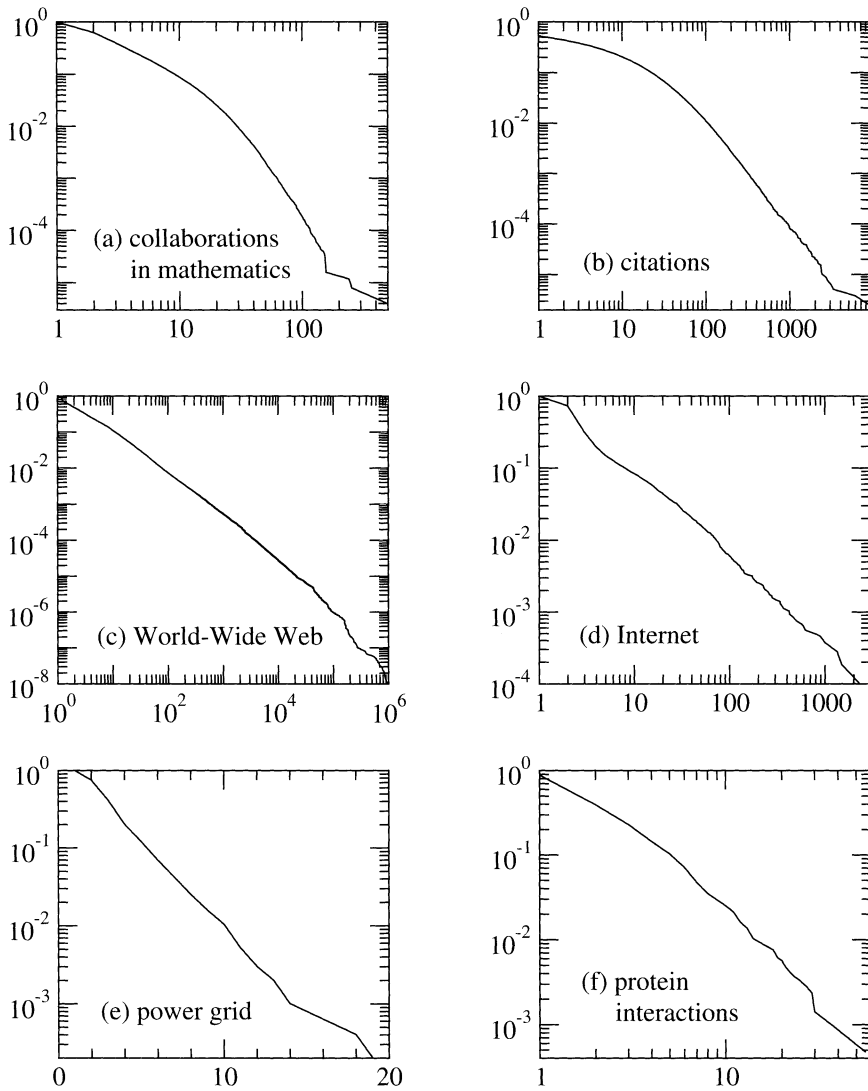 10^0
10^-2
10^-4
(a) collaborations
in mathematics
1 10 100
10^0
10^-2
10^-4
(b) citations
1 10 100 1000
10^0
10^-2
10^-4
10^-6
10^-8
(c) World-Wide Web
10^0 10^2 10^4 10^6
10^0
10^-1
10^-2
10^-3
10^-4
(d) Internet
1 10 100 1000
10^0
10^-1
10^-2
10^-3
(e) power grid
0 10 20
10^0
10^-1
10^-2
10^-3
(f) protein
interactions
1 10